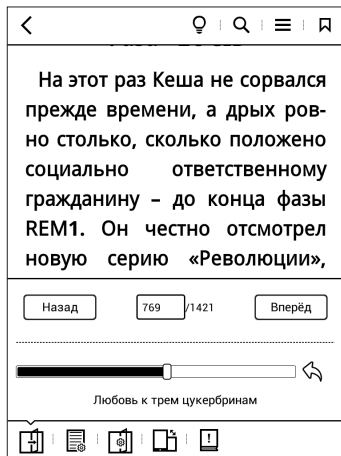 На этот раз Кеша не сорвался
прежде времени, а дрых ров-
но столько, сколько положено
социально ответственному
гражданину – до конца фазы
REM1. Он честно отсмотрел
новую серию «Революции»,
Назад 769 /1421 Вперёд
Любовь к трем цукербринам